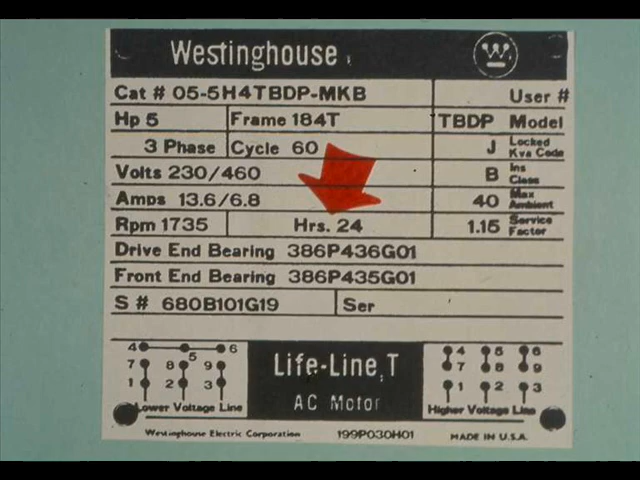 Westinghouse
Cat # 05-5H4TBDP-MKB User #
Hp 5 Frame 184T TBDP Model
3 Phase Cycle 60 J Locked Kva Code
Volts 230/460 B Ins Class
Amps 13.6/6.8 40 Max Ambient
Rpm 1735 Hrs. 24 1.15 Service Factor
Drive End Bearing 386P436G01
Front End Bearing 386P435G01
S # 680B101G19 Ser
4 5 6
7 8 9
1 2 3
Lower Voltage Line
Life-Line, T
AC Motor
4 5 6
7 8 9
1 2 3
Higher Voltage Line
Westinghouse Electric Corporation 199P030H01 MADE IN U.S.A.